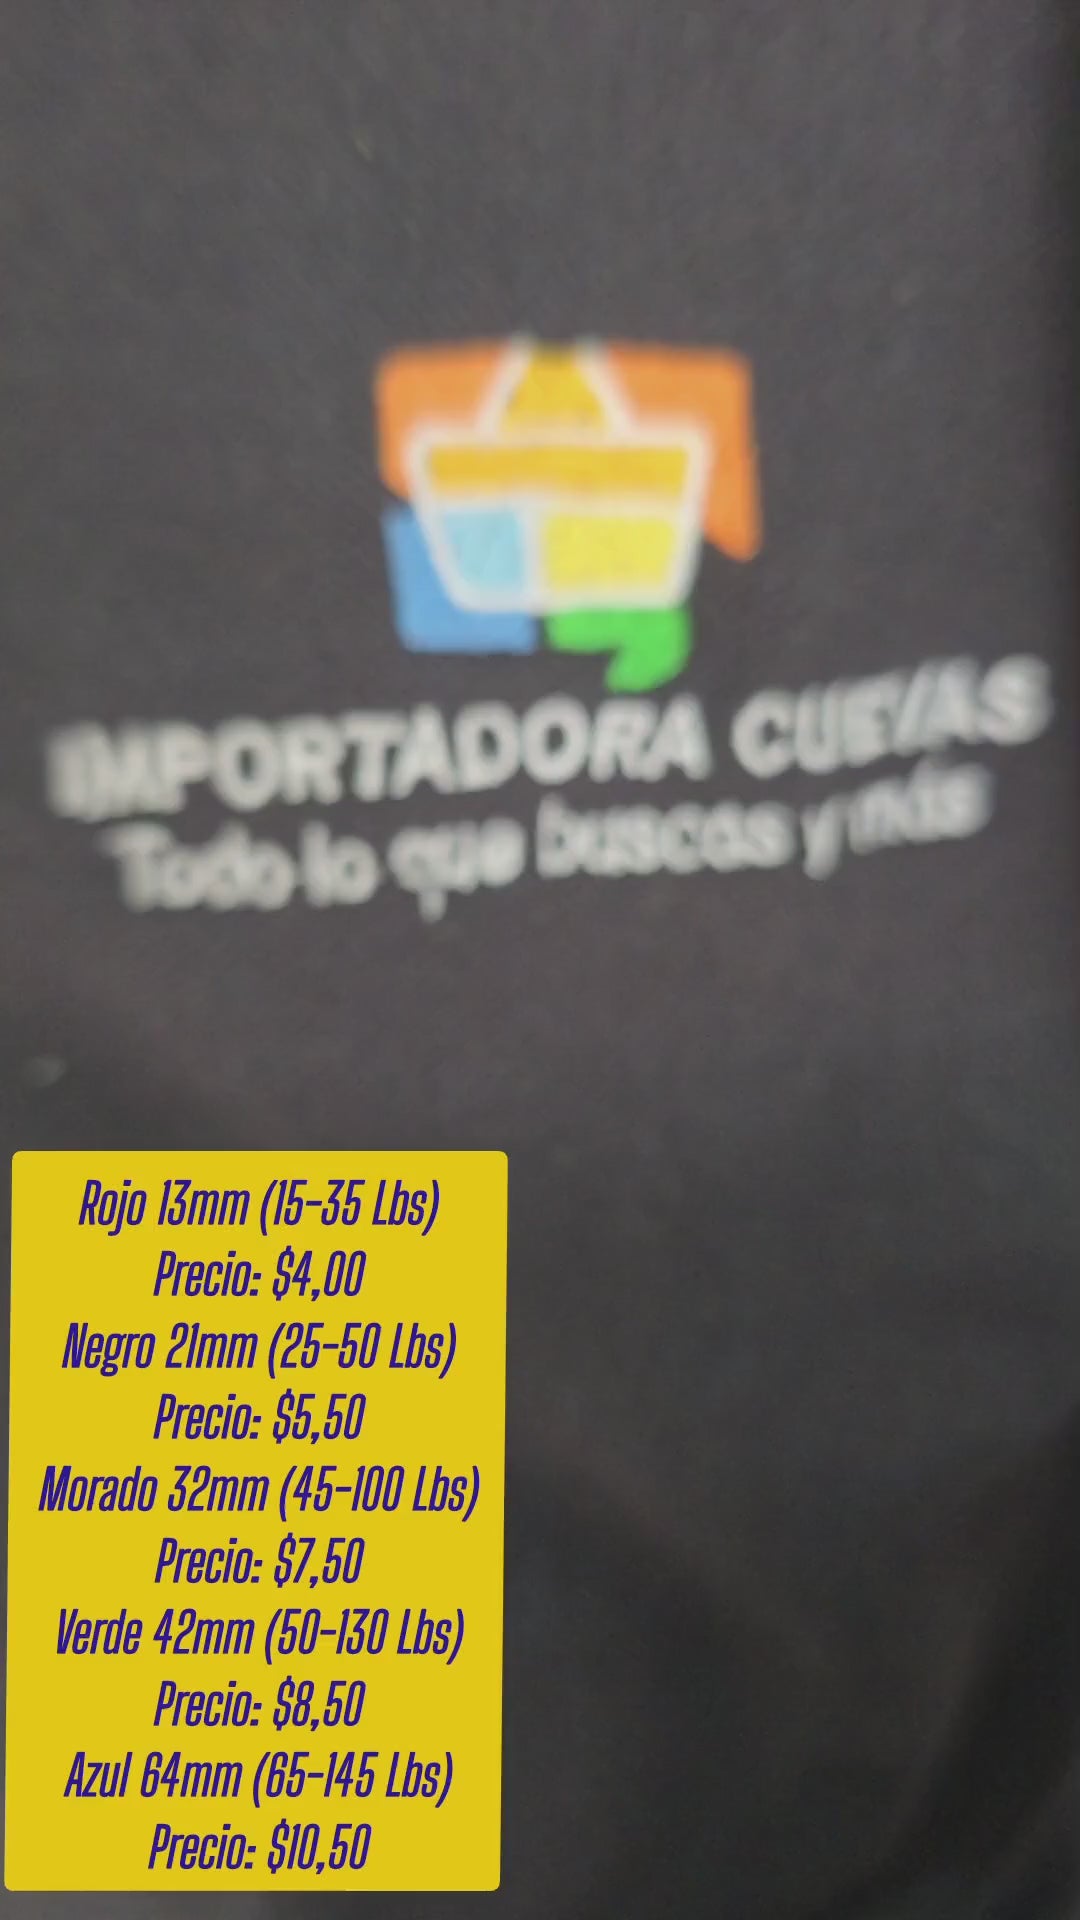 IMPORTADORA CUEVAS
Todo lo que buscas y más
Rojo 13mm (15-35 Lbs)
Precio: $4,00
Negro 21mm (25-50 Lbs)
Precio: $5,50
Morado 32mm (45-100 Lbs)
Precio: $7,50
Verde 42mm (50-130 Lbs)
Precio: $8,50
Azul 64mm (65-145 Lbs)
Precio: $10,50